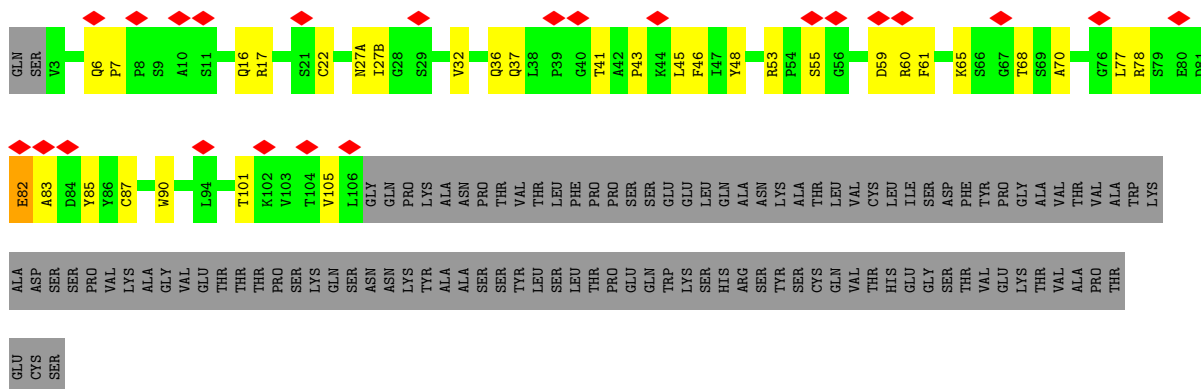 GLN SER V3 Q6 P7 P8 S9 A10 S11 Q16 R17 S21 C22 N27A I27B G28 S29 V32 Q36 Q37 L38 P39 G40 T41 A42 P43 K44 L45 F46 I47 Y48 R53 P54 S55 G56 D59 R60 F61 K65 S66 G67 T68 S69 A70 G76 L77 R78 S79 E80 D81
E82 A83 D84 Y85 Y86 C87 W90 L94 T101 K102 V103 T104 V105 L106 GLY GLN PRO LYS ALA ASN PRO THR VAL THR LEU PHE PRO PRO SER SER GLU GLU LEU GLN ALA ASN LYS ALA THR LEU VAL CYS LEU ILE SER ASP PHE TYR PRO GLY ALA VAL THR VAL ALA TRP LYS
ALA ASP SER SER PRO VAL LYS ALA GLY VAL GLU THR THR THR PRO SER LYS GLN SER ASN ASN LYS TYR ALA ALA SER SER TYR LEU SER LEU THR PRO GLU GLN TRP LYS SER HIS ARG SER TYR SER CYS GLN VAL THR HIS GLU GLY SER THR VAL GLU LYS THR VAL ALA PRO THR
GLU CYS SER